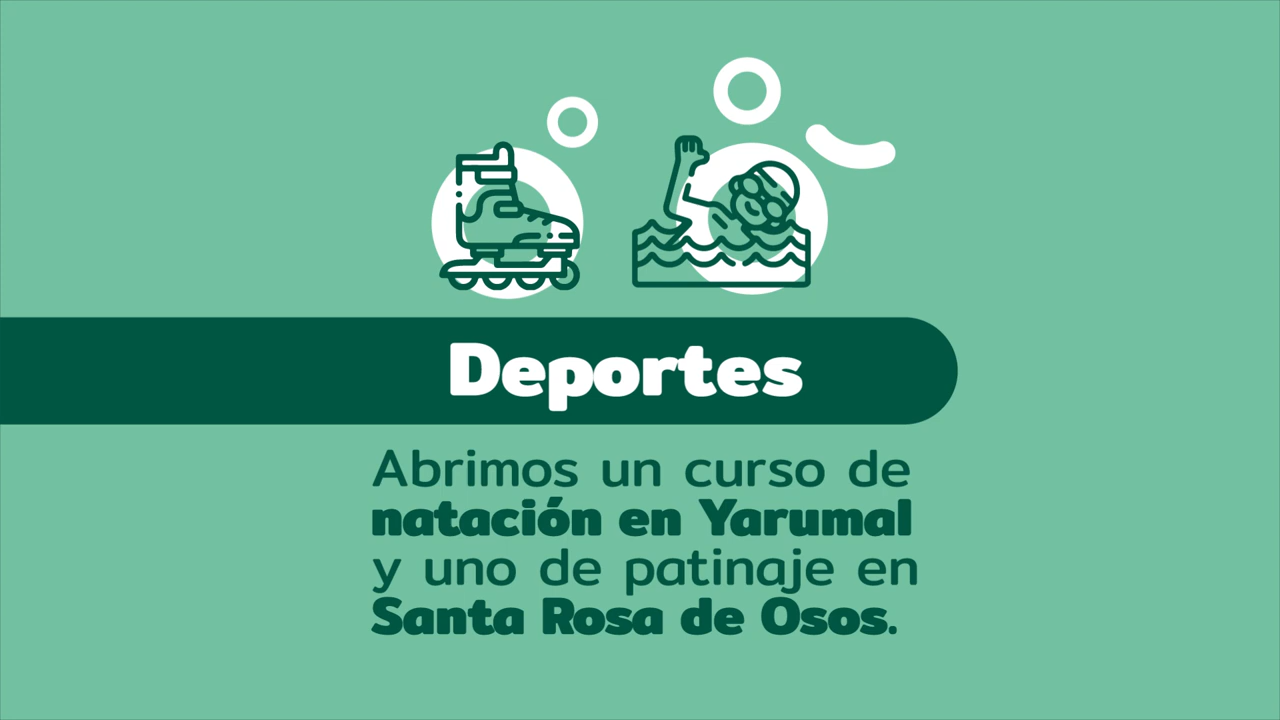 Deportes
Abrimos un curso de
natación en Yarumal
y uno de patinaje en
Santa Rosa de Osos.